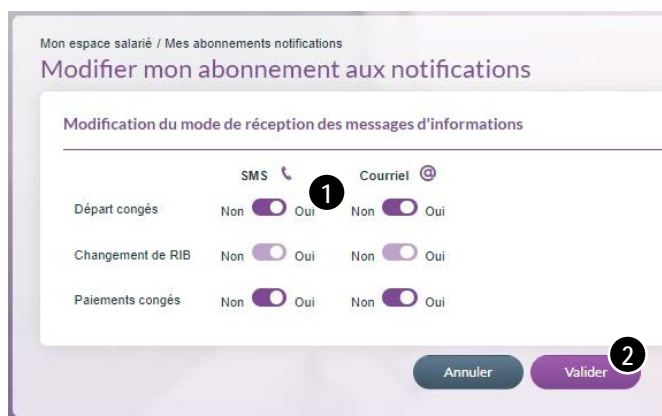 Mon espace salarié / Mes abonnements notifications
Modifier mon abonnement aux notifications
Modification du mode de réception des messages d'informations
SMS Courriel @
1
Départ congés Non Oui Non Oui
Changement de RIB Non Oui Non Oui
Paiements congés Non Oui Non Oui
2
Annuler Valider